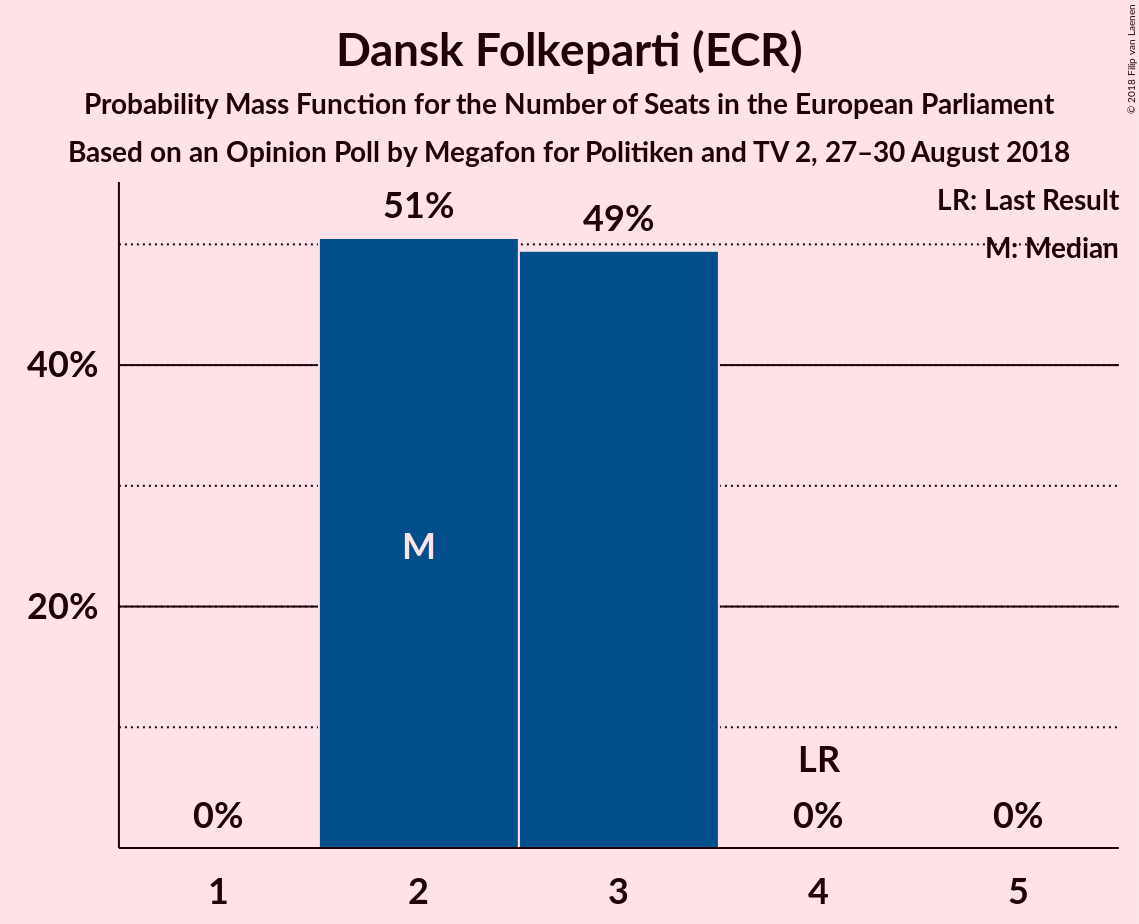 Dansk Folkeparti (ECR)
Probability Mass Function for the Number of Seats in the European Parliament
Based on an Opinion Poll by Megafon for Politiken and TV 2, 27–30 August 2018
© 2018 Filip van Laenen
LR: Last Result
M: Median
51%
49%
40%
M
20%
LR
0%
0%
0%
1
2
3
4
5